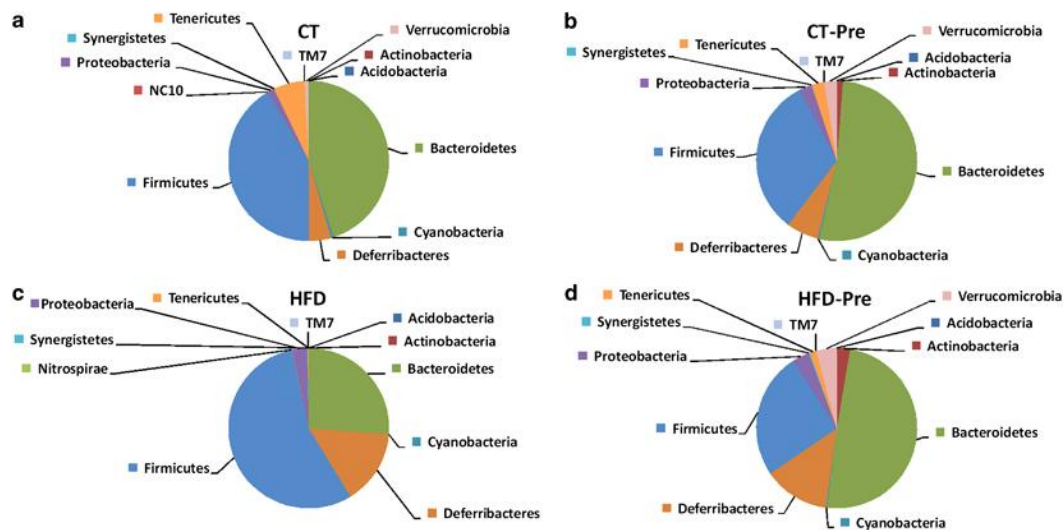 a
CT
Tenericutes
Verrucomicrobia
Synergistetes
TM7
Actinobacteria
Proteobacteria
Acidobacteria
NC10
Bacteroidetes
Firmicutes
Cyanobacteria
Deferribacteres
b
CT-Pre
Verrucomicrobia
Tenericutes
Synergistetes
TM7
Acidobacteria
Proteobacteria
Actinobacteria
Firmicutes
Bacteroidetes
Deferribacteres
Cyanobacteria
c
HFD
Proteobacteria
Tenericutes
TM7
Acidobacteria
Synergistetes
Actinobacteria
Nitrospirae
Bacteroidetes
Cyanobacteria
Firmicutes
Deferribacteres
d
HFD-Pre
Tenericutes
Verrucomicrobia
Synergistetes
TM7
Acidobacteria
Proteobacteria
Actinobacteria
Firmicutes
Bacteroidetes
Deferribacteres
Cyanobacteria